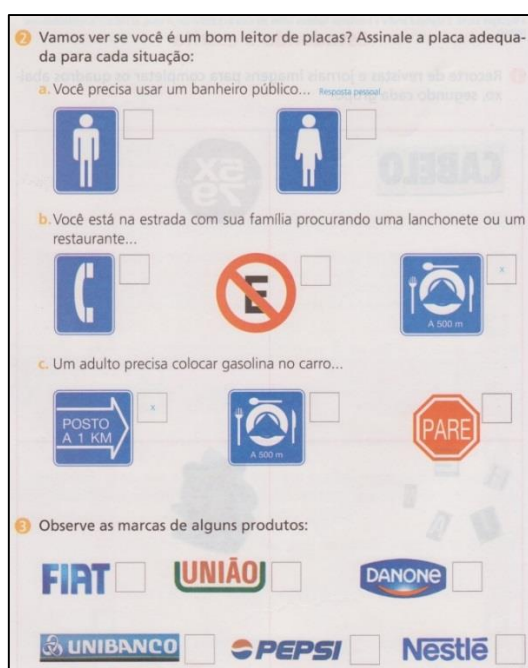 2 Vamos ver se você é um bom leitor de placas? Assinale a placa adequa-
da para cada situação:
a. Você precisa usar um banheiro público... Resposta pessoal
b. Você está na estrada com sua família procurando uma lanchonete ou um
restaurante...
E
A 500 m
x
c. Um adulto precisa colocar gasolina no carro...
POSTO
A 1 KM
x
A 500 m
PARE
3 Observe as marcas de alguns produtos:
FIAT UNIÃO DANONE
UNIBANCO PEPSI Nestlé